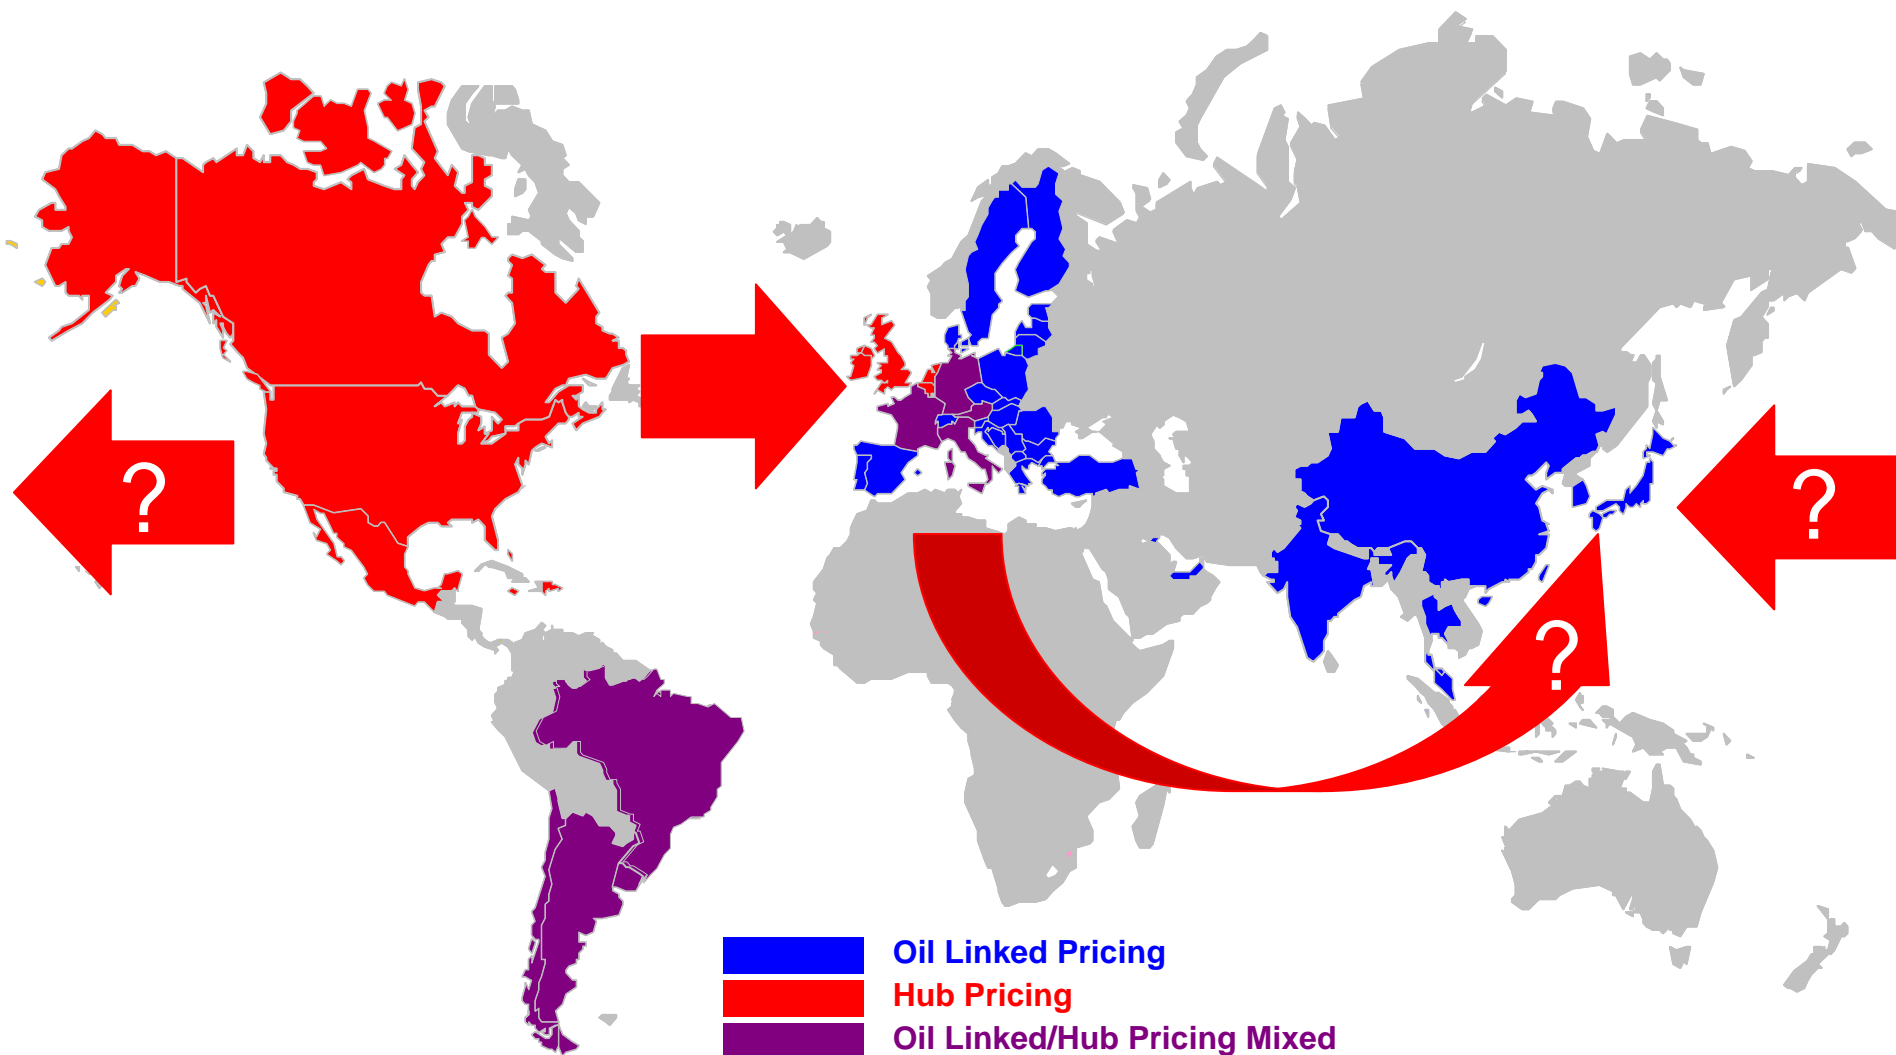 ?
?
?
Oil Linked Pricing
Hub Pricing
Oil Linked/Hub Pricing Mixed